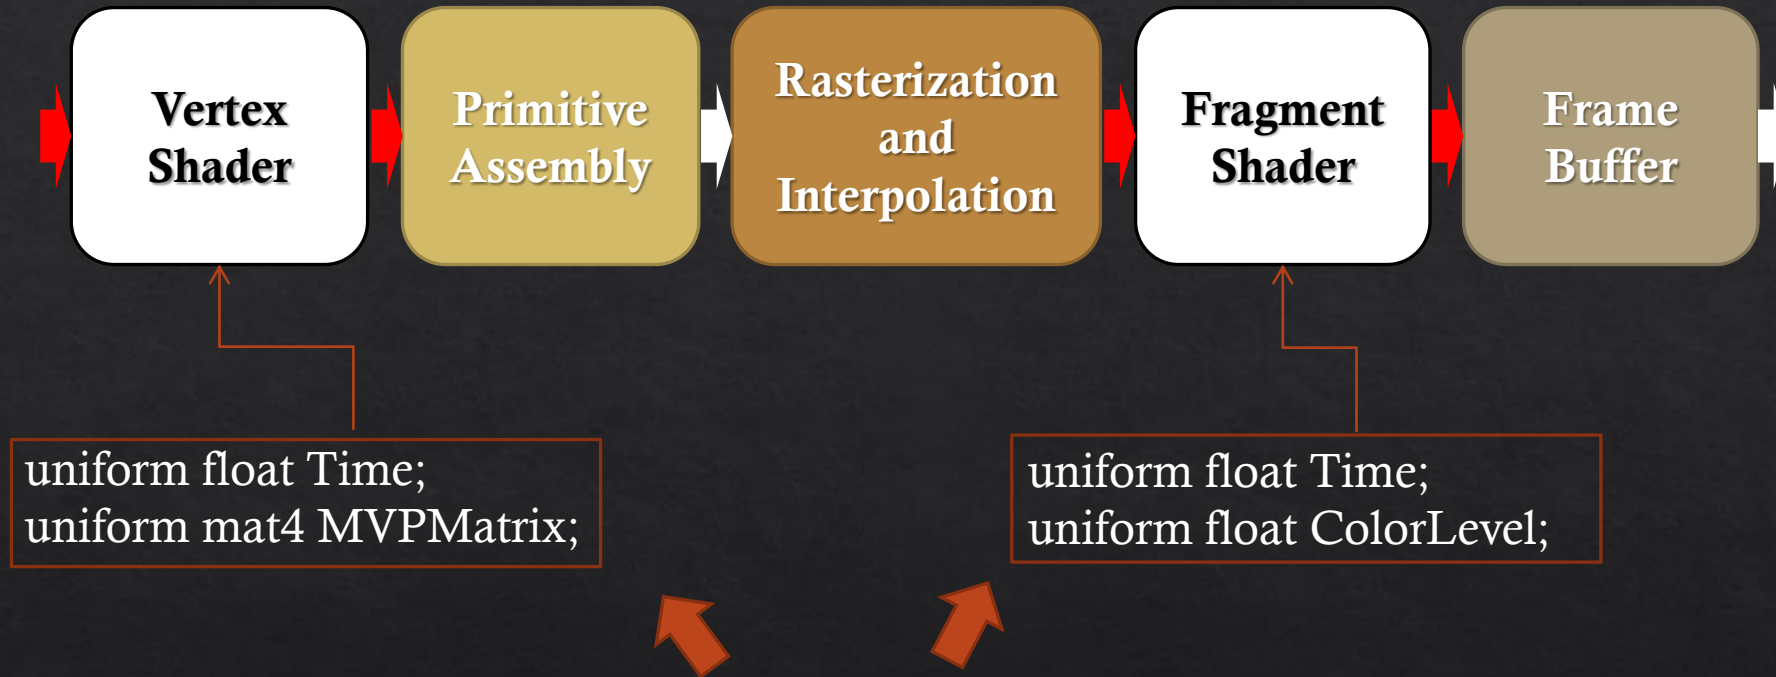 Vertex
Shader
Primitive
Assembly
Rasterization
and
Interpolation
Fragment
Shader
Frame
Buffer
uniform float Time;
uniform mat4 MVPMatrix;
uniform float Time;
uniform float ColorLevel;